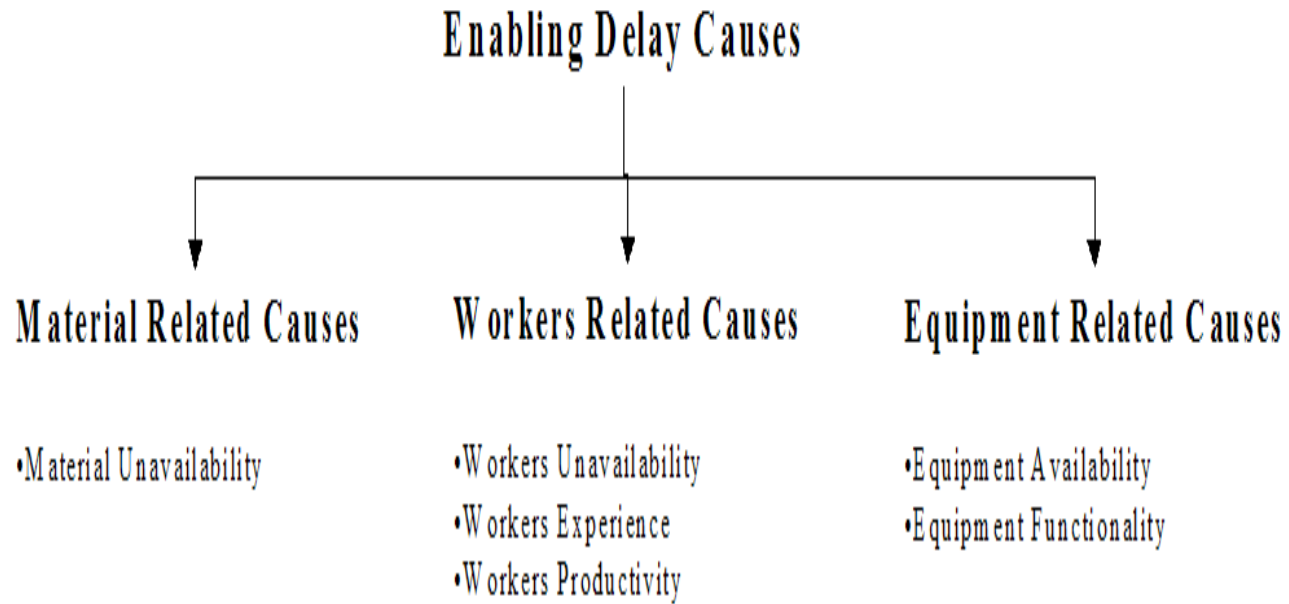 Enabling Delay Causes
Material Related Causes
Workers Related Causes
Equipment Related Causes
•Material Unavailability
•Workers Unavailability
•Workers Experience
•Workers Productivity
•Equipment Availability
•Equipment Functionality